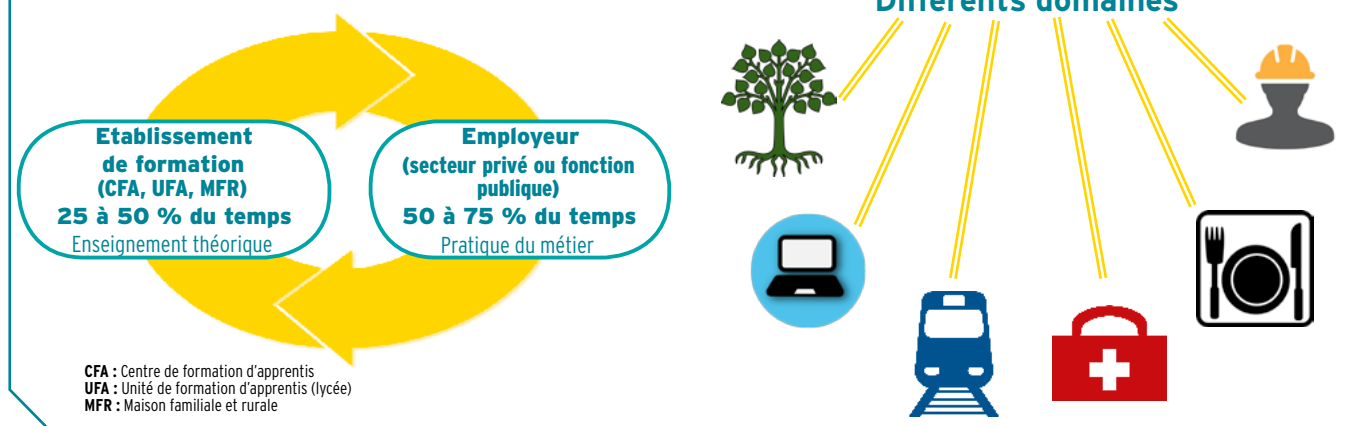 Différents domaines
Etablissement
de formation
(CFA, UFA, MFR)
25 à 50 % du temps
Enseignement théorique
Employeur
(secteur privé ou fonction
publique)
50 à 75 % du temps
Pratique du métier
CFA : Centre de formation d'apprentis
UFA : Unité de formation d'apprentis (lycée)
MFR : Maison familiale et rurale